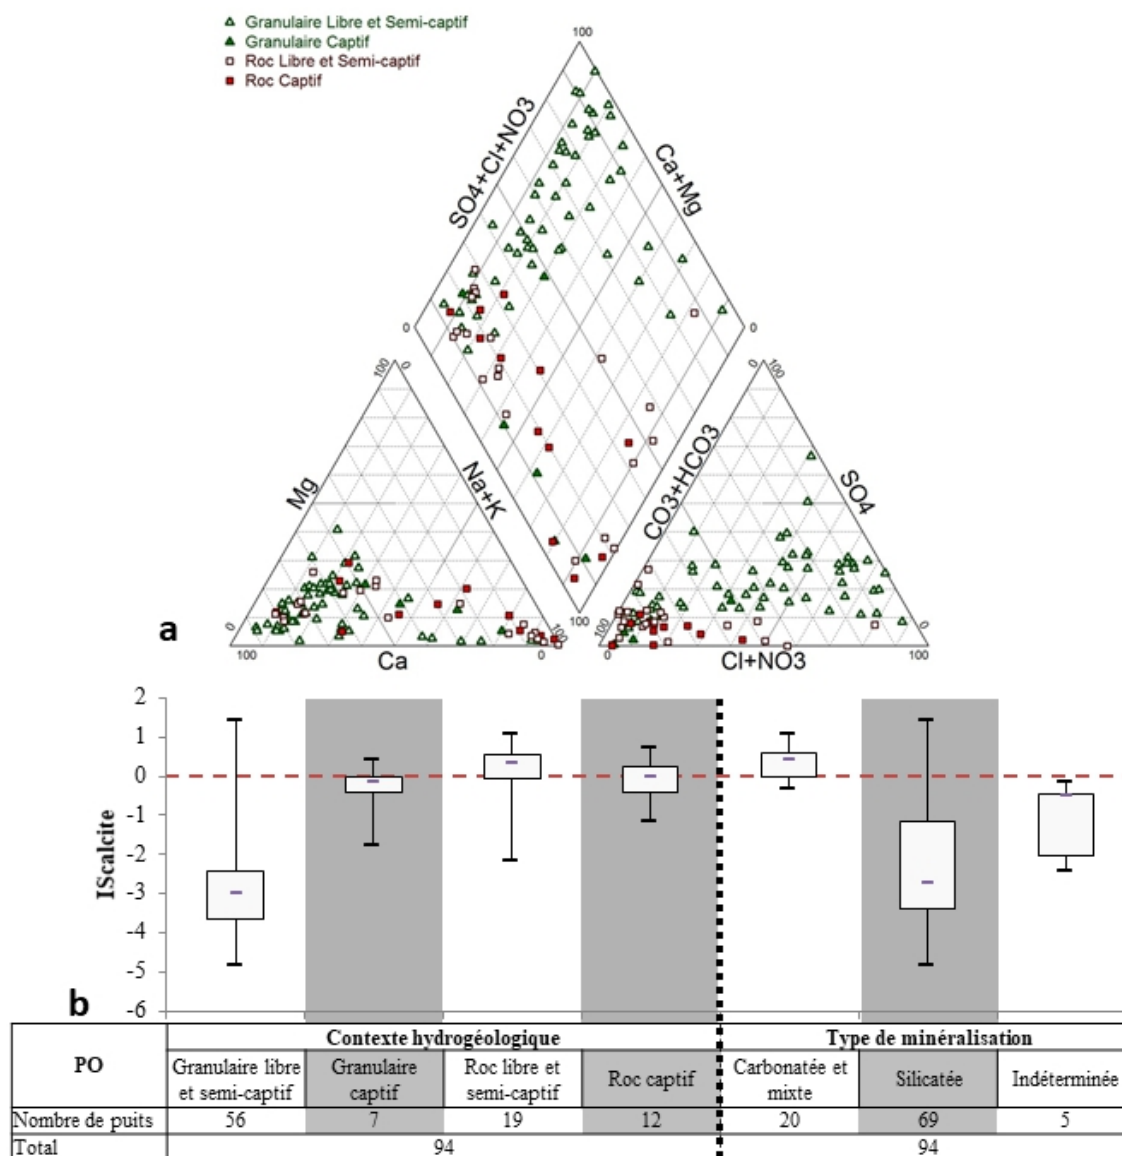 Granulaire Libre et Semi-captif
Granulaire Captif
Roc Libre et Semi-captif
Roc Captif
100
SO4+Cl+NO3
Ca+Mg
0
0
100
0
100
0
Mg
Na+K
CO3+HCO3
SO4
0
100
100
0
a
100
Ca
0
100
0
Cl+NO3
100
2
1
0
-1
-2
-3
-4
-5
-6
IScalcite
b
PO
Contexte hydrogéologique
Type de minéralisation
Granulaire libre et semi-captif
Granulaire captif
Roc libre et semi-captif
Roc captif
Carbonatée et mixte
Silicatée
Indéterminée
Nombre de puits 56 7 19 12 20 69 5
Total 94 94